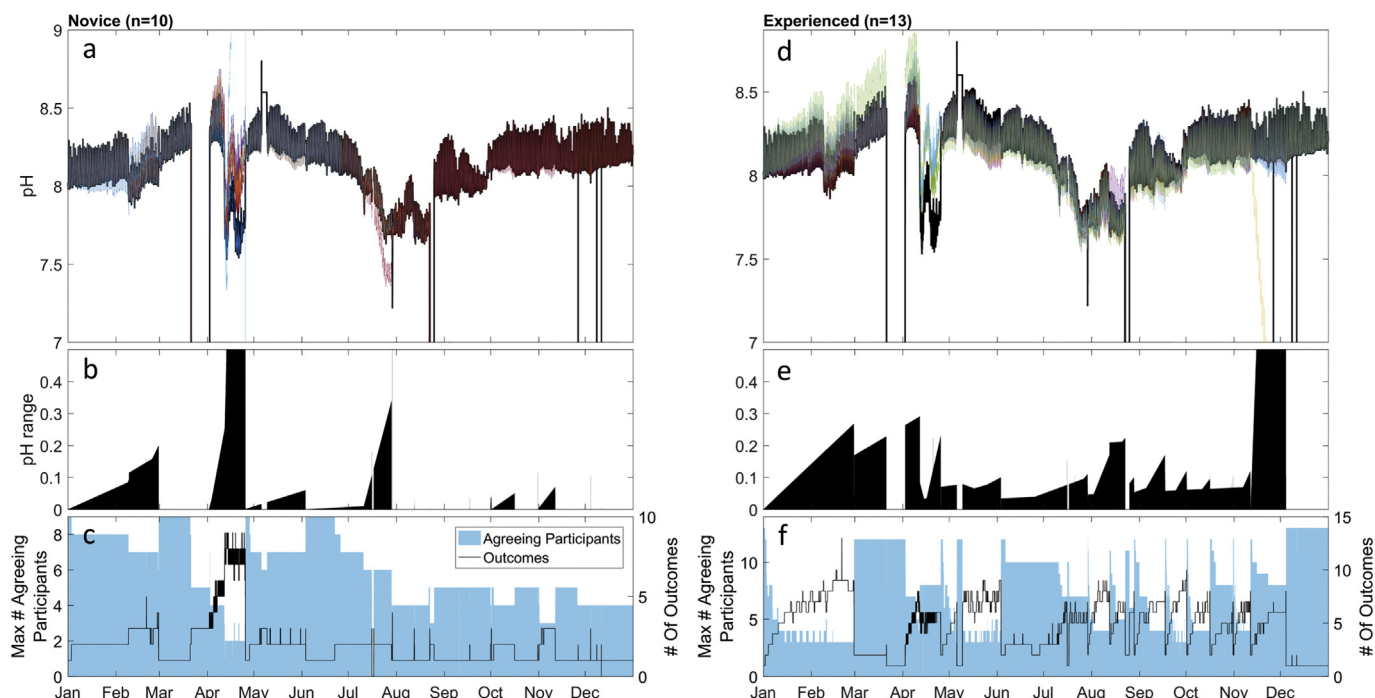 Novice (n=10)
a
9
8.5
8
7.5
7
pH
b
0.4
0.3
0.2
0.1
0
pH range
c
8
6
4
2
0
Max # Agreeing
Participants
10
5
0
# Of Outcomes
Agreeing Participants
Outcomes
Jan Feb Mar Apr May Jun Jul Aug Sep Oct Nov Dec
Experienced (n=13)
d
8.5
8
7.5
7
e
0.4
0.3
0.2
0.1
0
f
10
5
0
Max # Agreeing
Participants
15
10
5
0
# Of Outcomes
Jan Feb Mar Apr May Jun Jul Aug Sep Oct Nov Dec